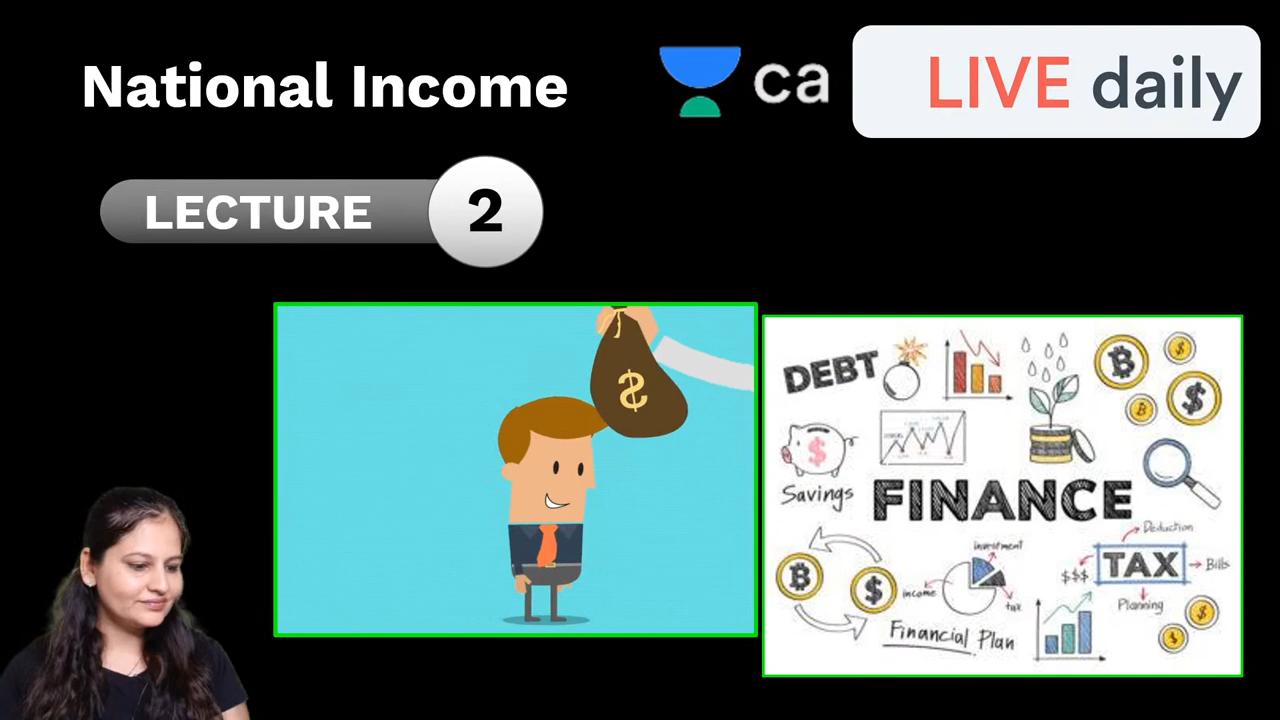 National Income
ca
LIVE daily
LECTURE
2
$
DEBT
$
$
$
Savings
FINANCE
Deduction
investment
TAX
Bills
$$$
income
tax
Planning
$
$
$
Financial Plan